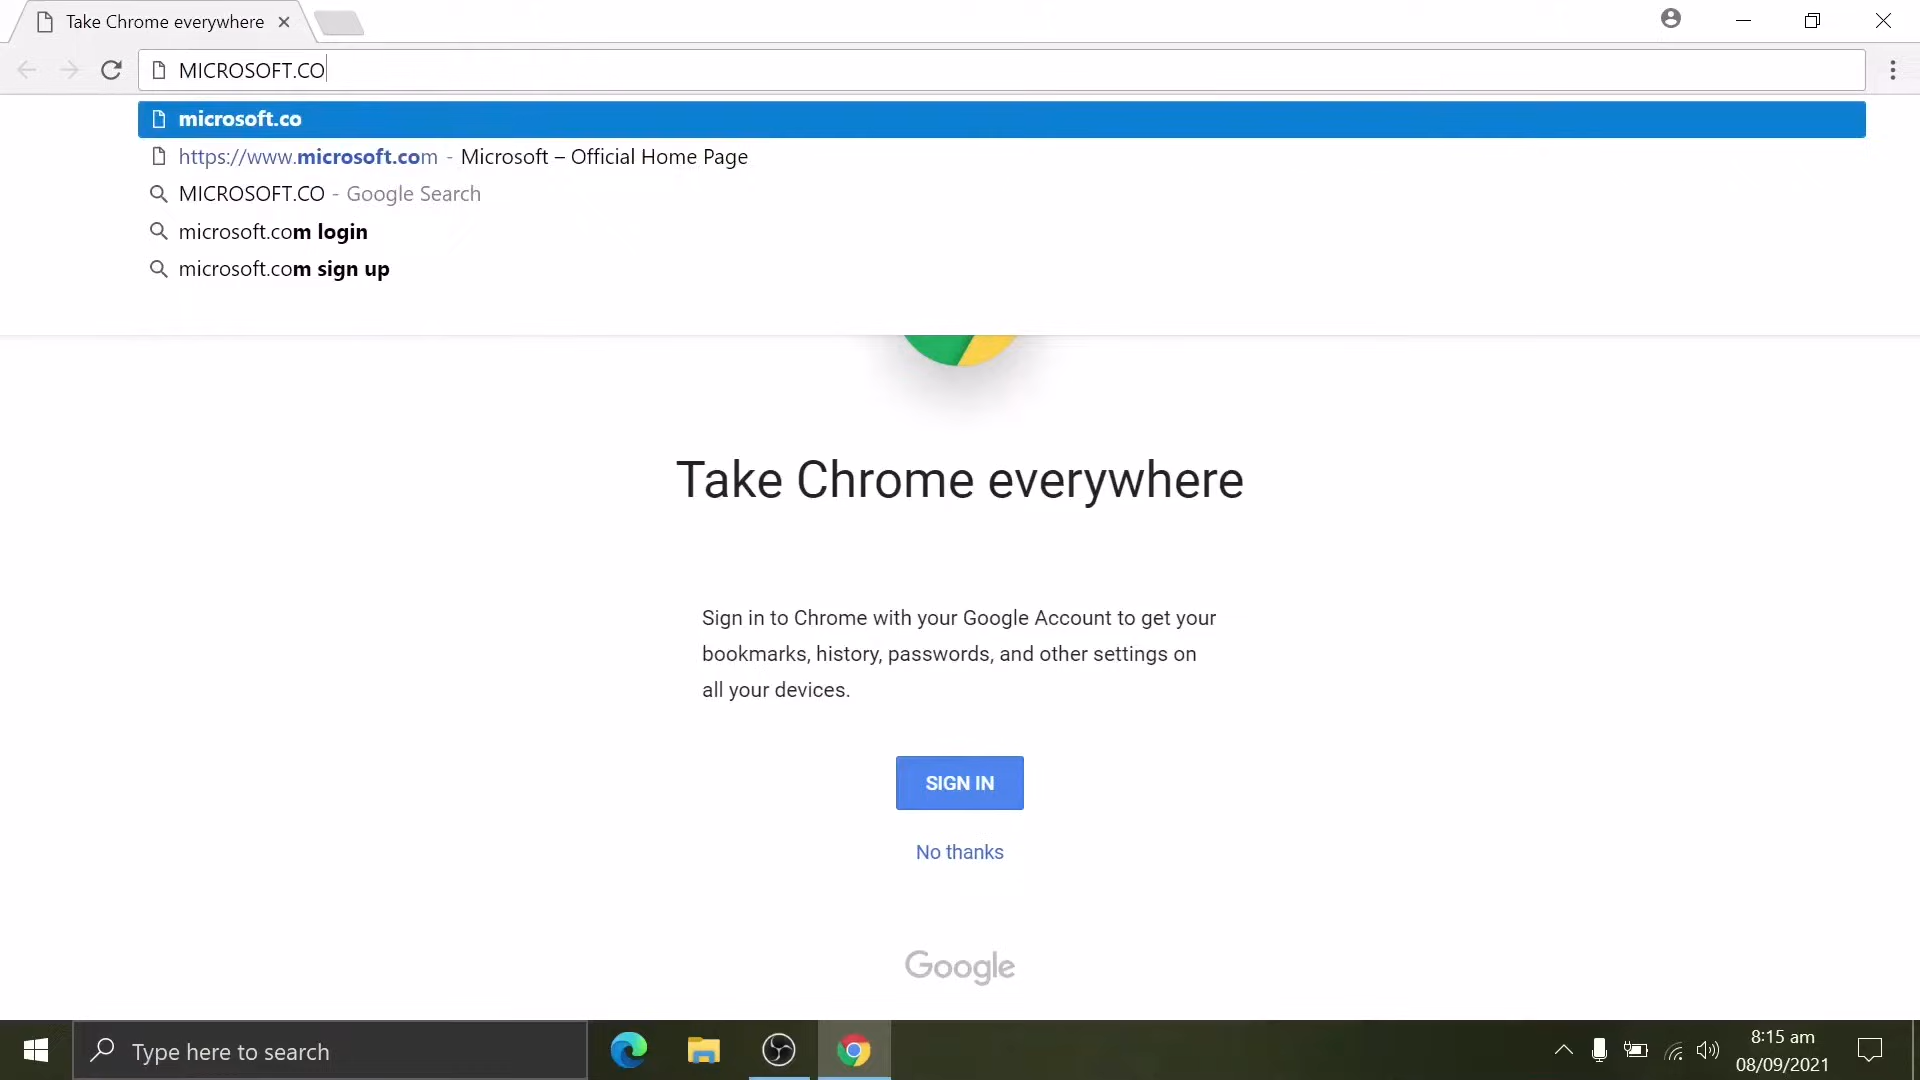 Take Chrome everywhere
MICROSOFT.CO
microsoft.co
https://www.microsoft.com - Microsoft – Official Home Page
MICROSOFT.CO - Google Search
microsoft.com login
microsoft.com sign up
Take Chrome everywhere
Sign in to Chrome with your Google Account to get your
bookmarks, history, passwords, and other settings on
all your devices.
SIGN IN
No thanks
Google
Type here to search
8:15 am
08/09/2021